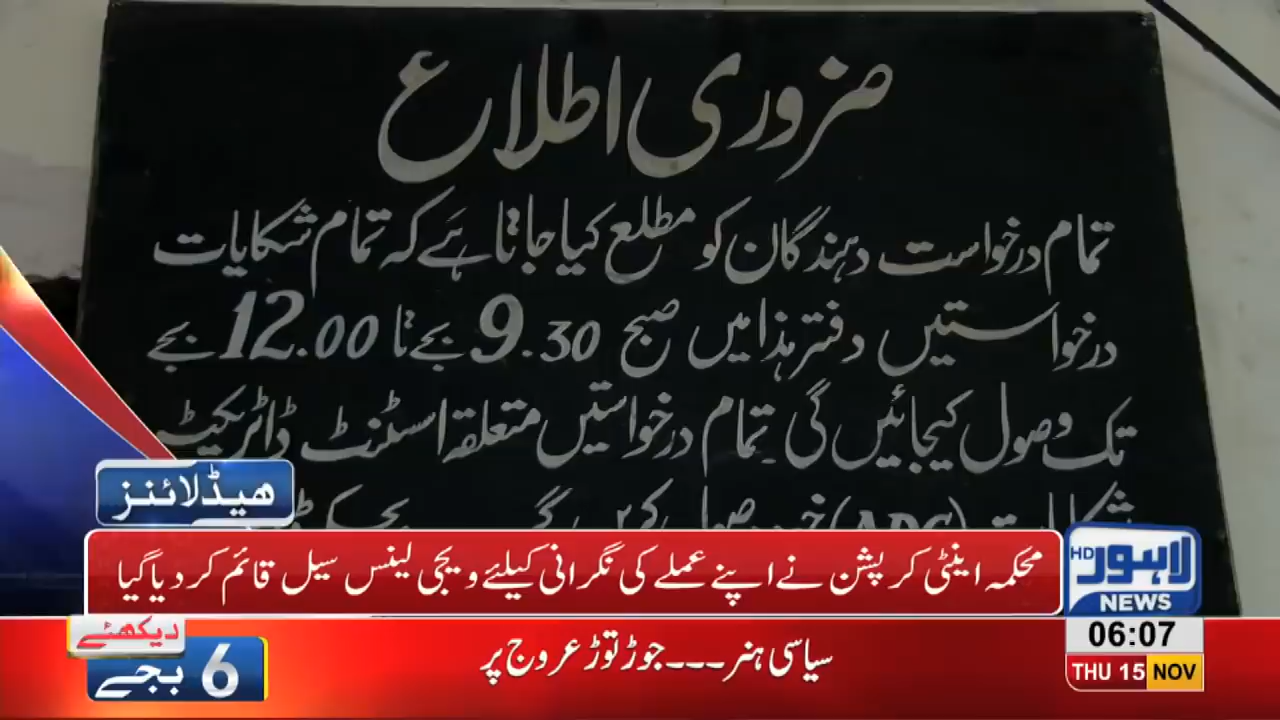 ضروری اطلاع
تمام درخواست دہندگان کو مطلع کیا جاتا ہے کہ تمام شکایات
درخواستیں دفتر ہذا میں صبح 9.30 بجے تا 12.00 بجے
تک وصول کیجائیں گی۔ تمام درخواستیں متعلقہ اسسٹنٹ ڈائریکٹر
(ADC)
ھیڈلائنز
محکمہ اینٹی کرپشن نے اپنے عملے کی نگرانی کیلئے ویجی لینس سیل قائم کر دیا گیا
HD لاہور
NEWS
دیکھئے
6 بجے
سیاسی ہنر۔۔۔جوڑ توڑ عروج پر
06:07
THU 15 NOV